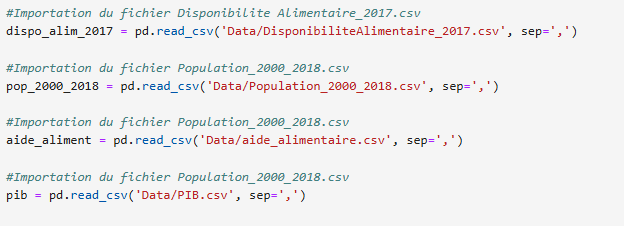 #Importation du fichier Disponibilite Alimentaire_2017.csv
dispo_alim_2017 = pd.read_csv('Data/DisponibiliteAlimentaire_2017.csv', sep=',')
#Importation du fichier Population_2000_2018.csv
pop_2000_2018 = pd.read_csv('Data/Population_2000_2018.csv', sep=',')
#Importation du fichier Population_2000_2018.csv
aide_aliment = pd.read_csv('Data/aide_alimentaire.csv', sep=',')
#Importation du fichier Population_2000_2018.csv
pib = pd.read_csv('Data/PIB.csv', sep=',')